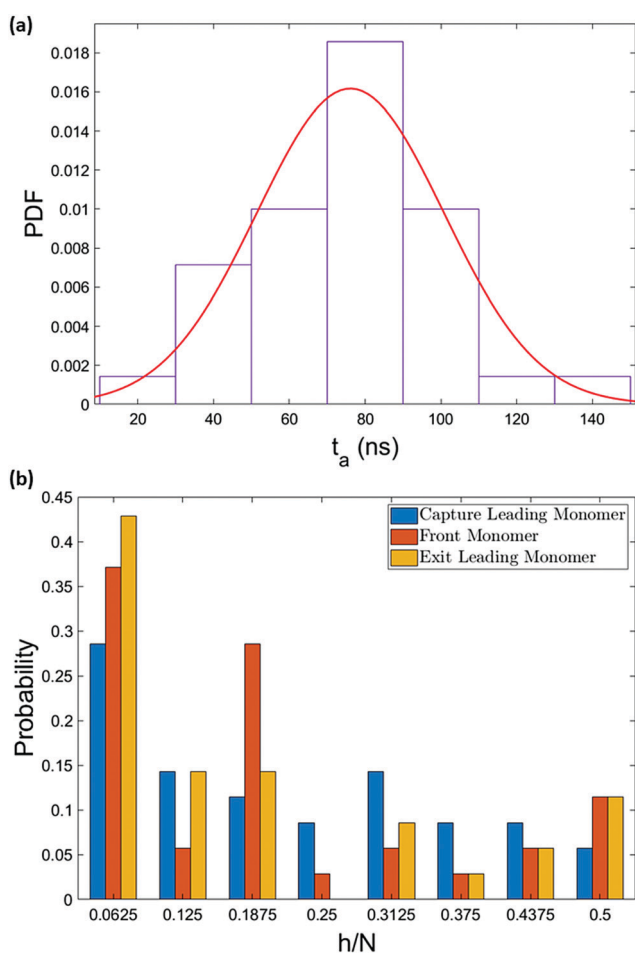 (a)
0.018
0.016
0.014
0.012
0.01
0.008
0.006
0.004
0.002
0
PDF
20 40 60 80 100 120 140
t_a (ns)
(b)
0.45
0.4
0.35
0.3
0.25
0.2
0.15
0.1
0.05
0
Probability
Capture Leading Monomer
Front Monomer
Exit Leading Monomer
0.0625 0.125 0.1875 0.25 0.3125 0.375 0.4375 0.5
h/N